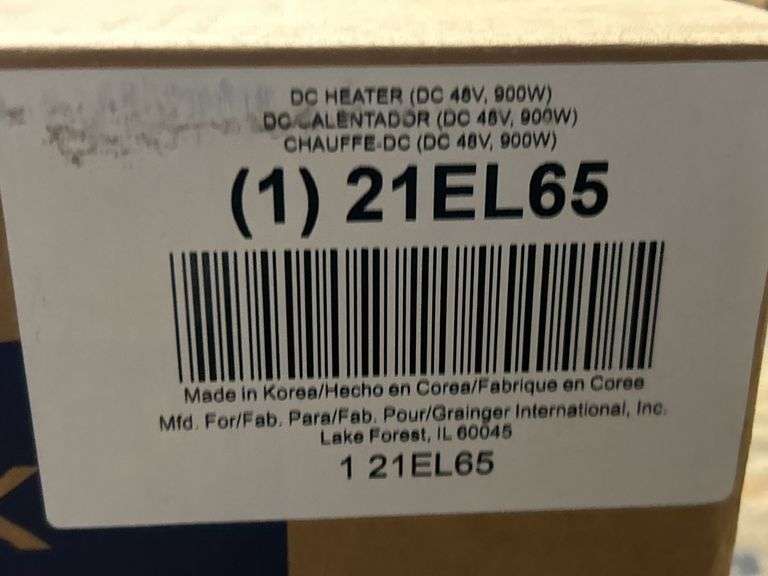 DC HEATER (DC 48V, 900W)
DC CALENTADOR (DC 48V, 900W)
CHAUFFE-DC (DC 48V, 900W)
(1) 21EL65
Made in Korea/Hecho en Corea/Fabrique en Coree
Mfd. For/Fab. Para/Fab. Pour/Grainger International, Inc.
Lake Forest, IL 60045
1 21EL65